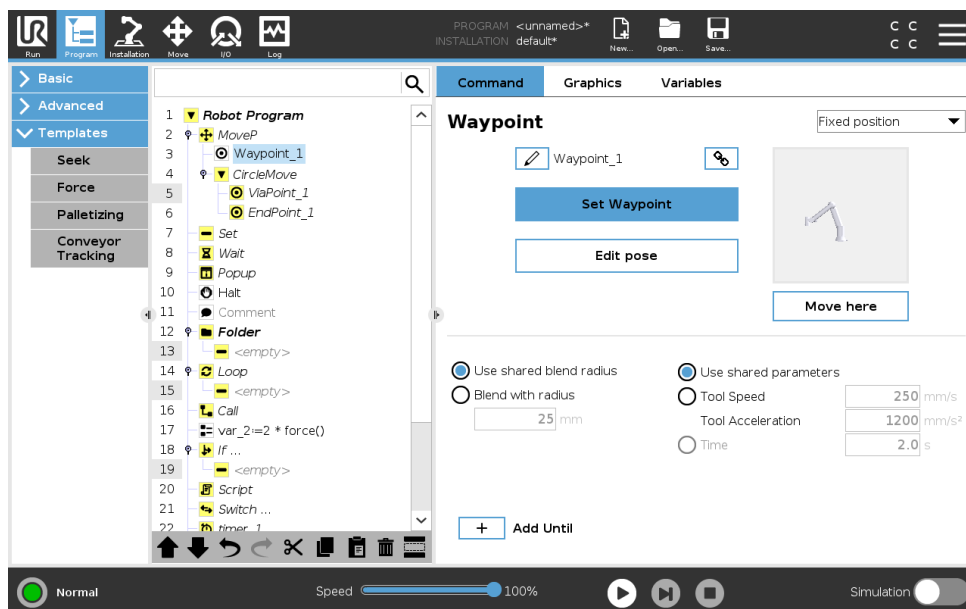 PROGRAM <unnamed>*
INSTALLATION default*
UR
Run
Program
Installation
Move
I/O
Log
New...
Open...
Save...
C C
C C
Basic
Advanced
Templates
Seek
Force
Palletizing
Conveyor
Tracking
1 Robot Program
2 MoveP
3 Waypoint_1
4 CircleMove
5 ViaPoint_1
6 EndPoint_1
7 Set
8 Wait
9 Popup
10 Halt
11 Comment
12 Folder
13 <empty>
14 Loop
15 <empty>
16 Call
17 var_2:=2 * force()
18 If ...
19 <empty>
20 Script
21 Switch ...
22 timer_1
Command
Graphics
Variables
Waypoint
Fixed position
Waypoint_1
Set Waypoint
Edit pose
Move here
Use shared blend radius
Blend with radius
25 mm
Use shared parameters
Tool Speed 250 mm/s
Tool Acceleration 1200 mm/s²
Time 2.0 s
+ Add Until
Normal
Speed 100%
Simulation